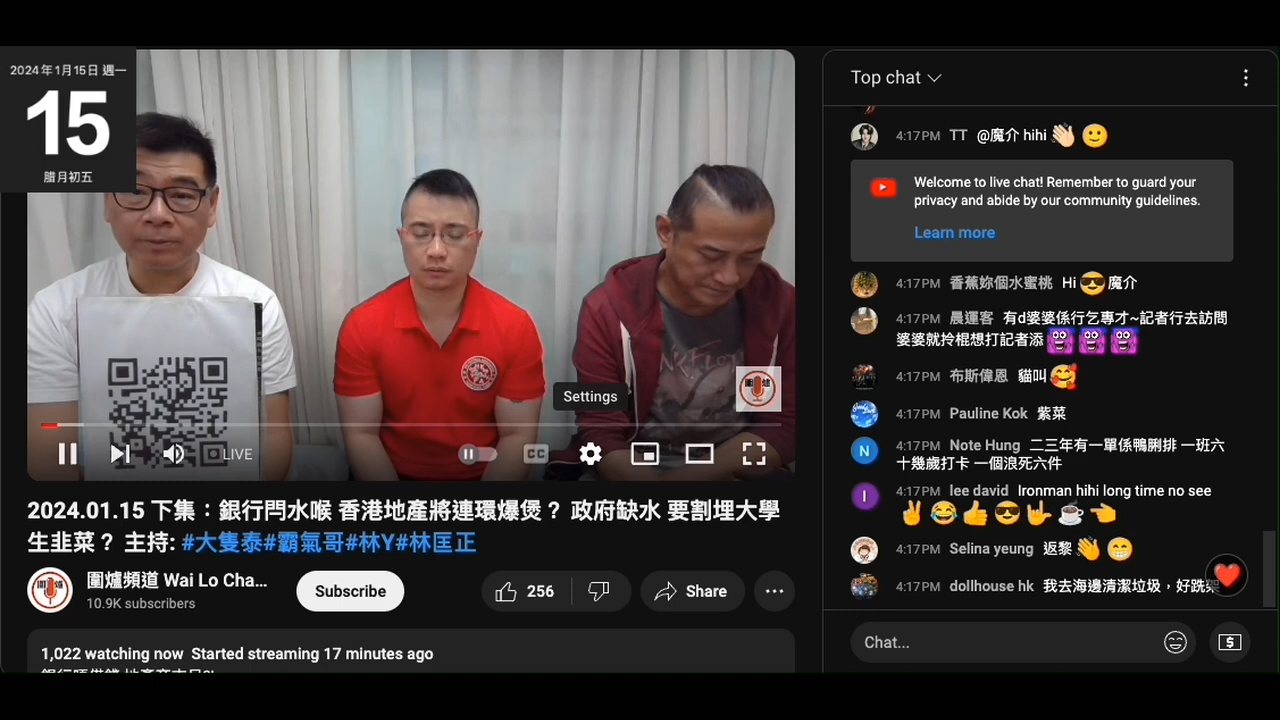 2024年1月15日 週一
15
腊月初五
Settings
LIVE
CC
2024.01.15 下集：銀行閂水喉 香港地產將連環爆煲？ 政府缺水 要割埋大學
生韭菜？ 主持: #大隻泰#霸氣哥#林Y#林匡正
圍爐頻道 Wai Lo Cha...
10.9K subscribers
Subscribe
256
Share
1,022 watching now Started streaming 17 minutes ago
Top chat
4:17PM TT @魔介 hihi 👋🏻🙂
Welcome to live chat! Remember to guard your
privacy and abide by our community guidelines.
Learn more
4:17PM 香蕉妳個水蜜桃 Hi 😎魔介
4:17PM 晨運客 有d婆婆係行乞專才~記者行去訪問
婆婆就拎棍想打記者添
4:17PM 布斯偉恩 貓叫🥰
4:17PM Pauline Kok 紫菜
N
4:17PM Note Hung 二三年有一單係鴨脷排 一班六
十幾歲打卡 一個浪死六件
I
4:17PM lee david Ironman hihi long time no see
✌️😂👍😎🤟☕👈
4:17PM Selina yeung 返黎👋😁
4:17PM dollhouse hk 我去海邊清潔垃圾，好跣
Chat...